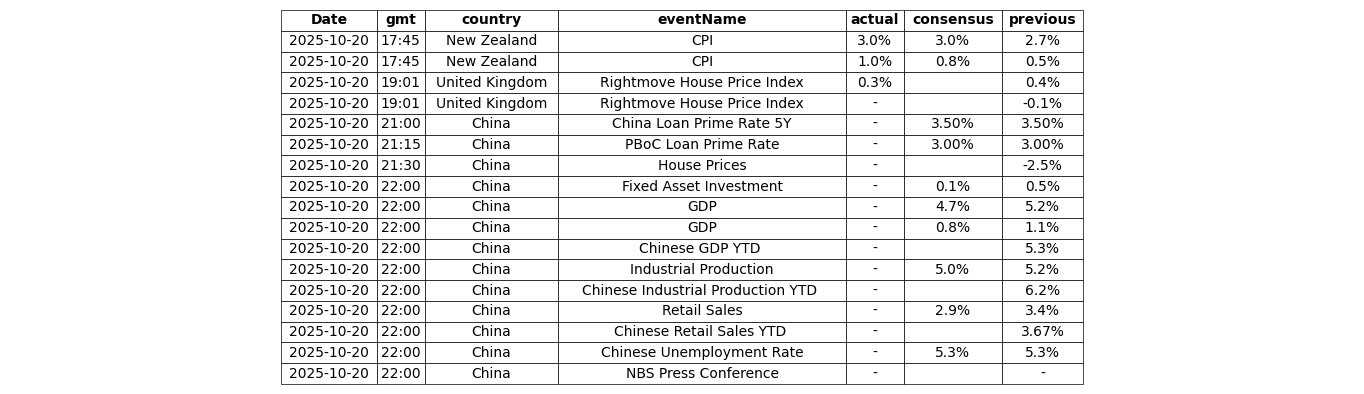 Date gmt country eventName actual consensus previous
2025-10-20 17:45 New Zealand CPI 3.0% 3.0% 2.7%
2025-10-20 17:45 New Zealand CPI 1.0% 0.8% 0.5%
2025-10-20 19:01 United Kingdom Rightmove House Price Index 0.3% 0.4%
2025-10-20 19:01 United Kingdom Rightmove House Price Index - -0.1%
2025-10-20 21:00 China China Loan Prime Rate 5Y - 3.50% 3.50%
2025-10-20 21:15 China PBoC Loan Prime Rate - 3.00% 3.00%
2025-10-20 21:30 China House Prices - -2.5%
2025-10-20 22:00 China Fixed Asset Investment - 0.1% 0.5%
2025-10-20 22:00 China GDP - 4.7% 5.2%
2025-10-20 22:00 China GDP - 0.8% 1.1%
2025-10-20 22:00 China Chinese GDP YTD - 5.3%
2025-10-20 22:00 China Industrial Production - 5.0% 5.2%
2025-10-20 22:00 China Chinese Industrial Production YTD - 6.2%
2025-10-20 22:00 China Retail Sales - 2.9% 3.4%
2025-10-20 22:00 China Chinese Retail Sales YTD - 3.67%
2025-10-20 22:00 China Chinese Unemployment Rate - 5.3% 5.3%
2025-10-20 22:00 China NBS Press Conference - -